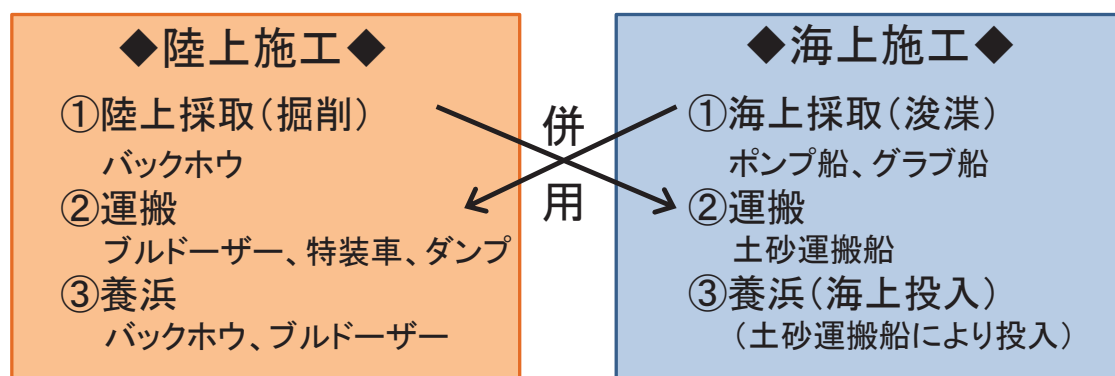 ◆陸上施工◆
①陸上採取(掘削)
バックホウ
②運搬
ブルドーザー、特装車、ダンプ
③養浜
バックホウ、ブルドーザー
併用
◆海上施工◆
①海上採取(浚渫)
ポンプ船、グラブ船
②運搬
土砂運搬船
③養浜(海上投入)
(土砂運搬船により投入)